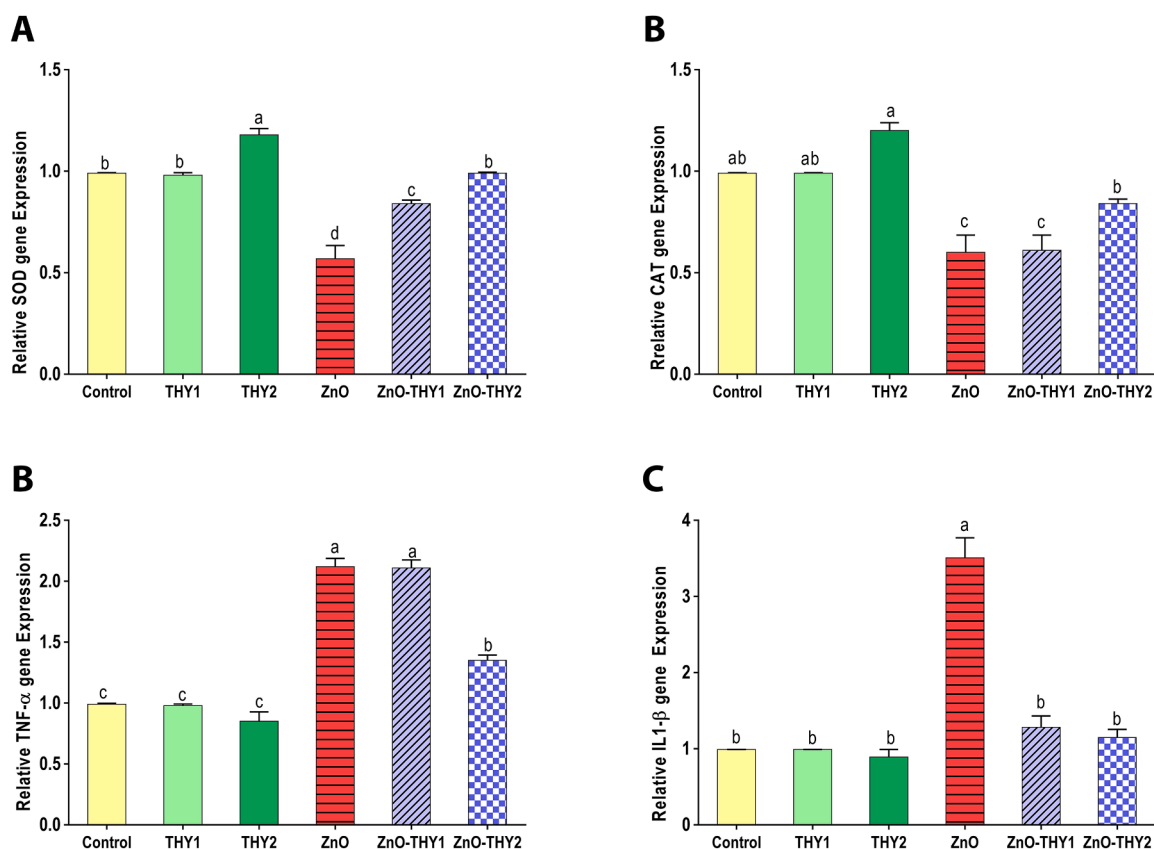 A
Relative SOD gene Expression
1.5
1.0
0.5
0.0
b
b
a
d
c
b
Control THY1 THY2 ZnO ZnO-THY1 ZnO-THY2
B
Rrelative CAT gene Expression
1.5
1.0
0.5
0.0
ab
ab
a
c
c
b
Control THY1 THY2 ZnO ZnO-THY1 ZnO-THY2
B
Relative TNF-α gene Expression
2.5
2.0
1.5
1.0
0.5
0.0
c
c
c
a
a
b
Control THY1 THY2 ZnO ZnO-THY1 ZnO-THY2
C
Relative IL1-β gene Expression
4
3
2
1
0
b
b
b
a
b
b
Control THY1 THY2 ZnO ZnO-THY1 ZnO-THY2